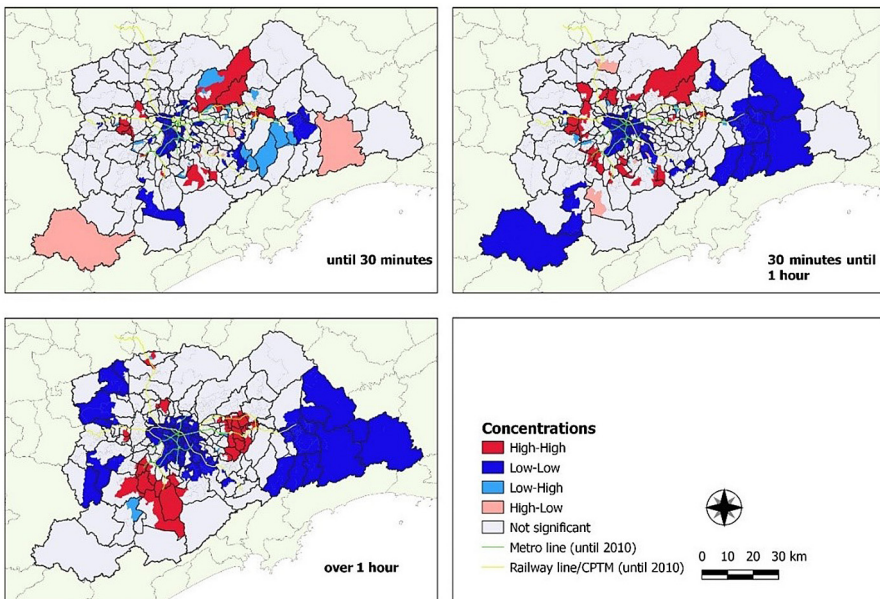 until 30 minutes
30 minutes until
1 hour
over 1 hour
Concentrations
High-High
Low-Low
Low-High
High-Low
Not significant
Metro line (until 2010)
Railway line/CPTM (until 2010)
0 10 20 30 km